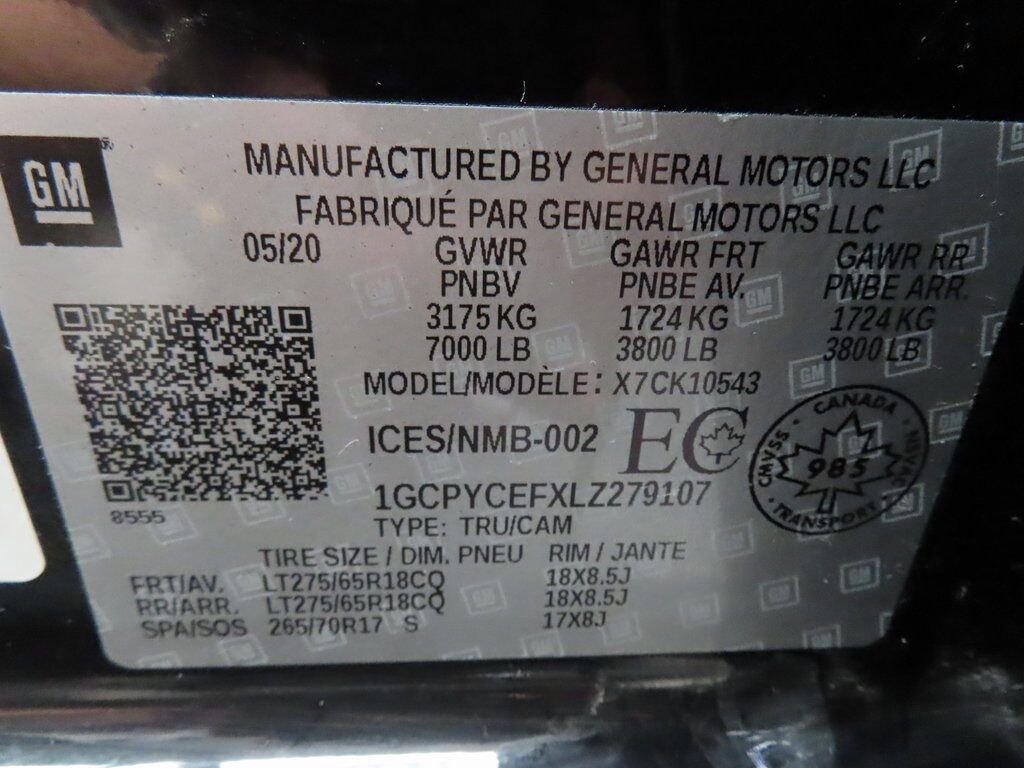 GM
MANUFACTURED BY GENERAL MOTORS LLC
FABRIQUÉ PAR GENERAL MOTORS LLC
05/20 GVWR GAWR FRT GAWR RR
PNBV PNBE AV. PNBE ARR.
3175 KG 1724 KG 1724 KG
7000 LB 3800 LB 3800 LB
MODEL/MODÈLE : X7CK10543
ICES/NMB-002 EC
CANADA
CMVSS · 985 · NSVAC
TRANSPORT
1GCPYCEFXLZ279107
8555
TYPE: TRU/CAM
TIRE SIZE / DIM. PNEU RIM / JANTE
FRT/AV. LT275/65R18CQ 18X8.5J
RR/ARR. LT275/65R18CQ 18X8.5J
SPA/SOS 265/70R17 S 17X8J